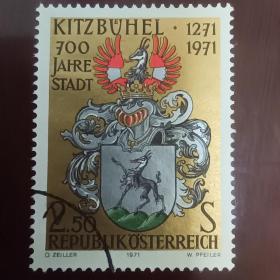 KITZBÜHEL · 1271
700 1971
JAHRE
STADT
2.50 S
REPUBLIK ÖSTERREICH
O. ZEILLER 1971 W. PFEILER